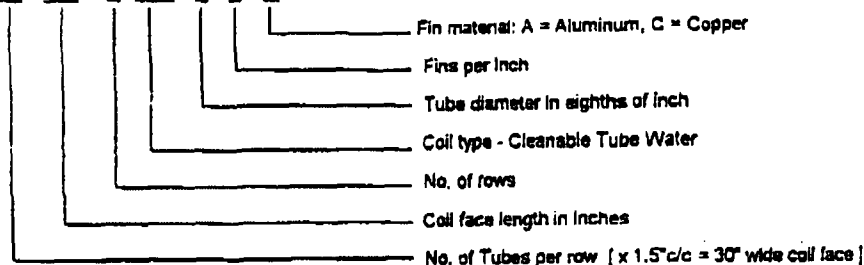 Fin material: A = Aluminum, C = Copper
Fins per Inch
Tube diameter in eighths of inch
Coil type - Cleanable Tube Water
No. of rows
Coil face length in Inches
No. of Tubes per row [ x 1.5"c/c = 30" wide coil face ]